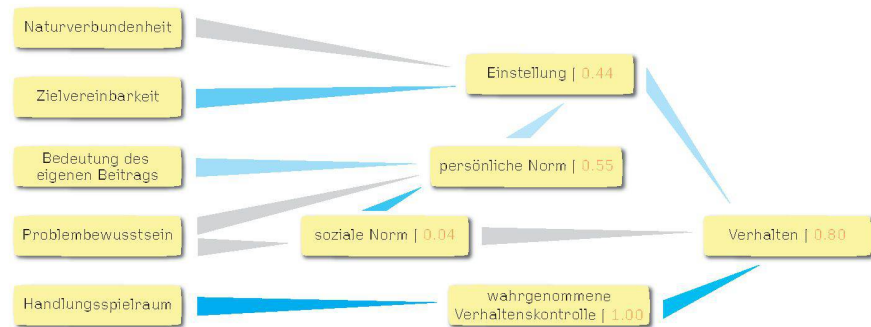 Naturverbundenheit
Einstellung | 0.44
Zielvereinbarkeit
Bedeutung des
eigenen Beitrags
persönliche Norm | 0.55
Problembewusstsein
soziale Norm | 0.04
Verhalten | 0.80
Handlungsspielraum
wahrgenommene
Verhaltenskontrolle | 1.00